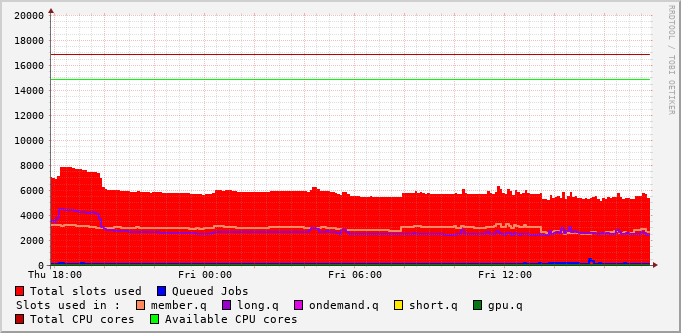 RRDTOOL / TOBI OETIKER
20000
18000
16000
14000
12000
10000
8000
6000
4000
2000
0
Thu 18:00 Fri 00:00 Fri 06:00 Fri 12:00
Total slots used Queued Jobs
Slots used in : member.q long.q ondemand.q short.q gpu.q
Total CPU cores Available CPU cores